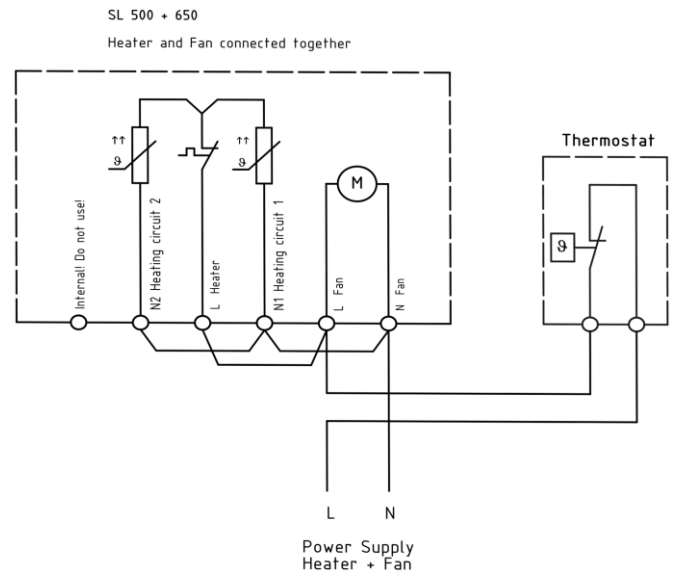 SL 500 + 650
Heater and Fan connected together
Thermostat
↑↑
ϑ
↑↑
ϑ
M
ϑ
Internal! Do not use!
N2 Heating circuit 2
L Heater
N1 Heating circuit 1
L Fan
N Fan
L
N
Power Supply
Heater + Fan